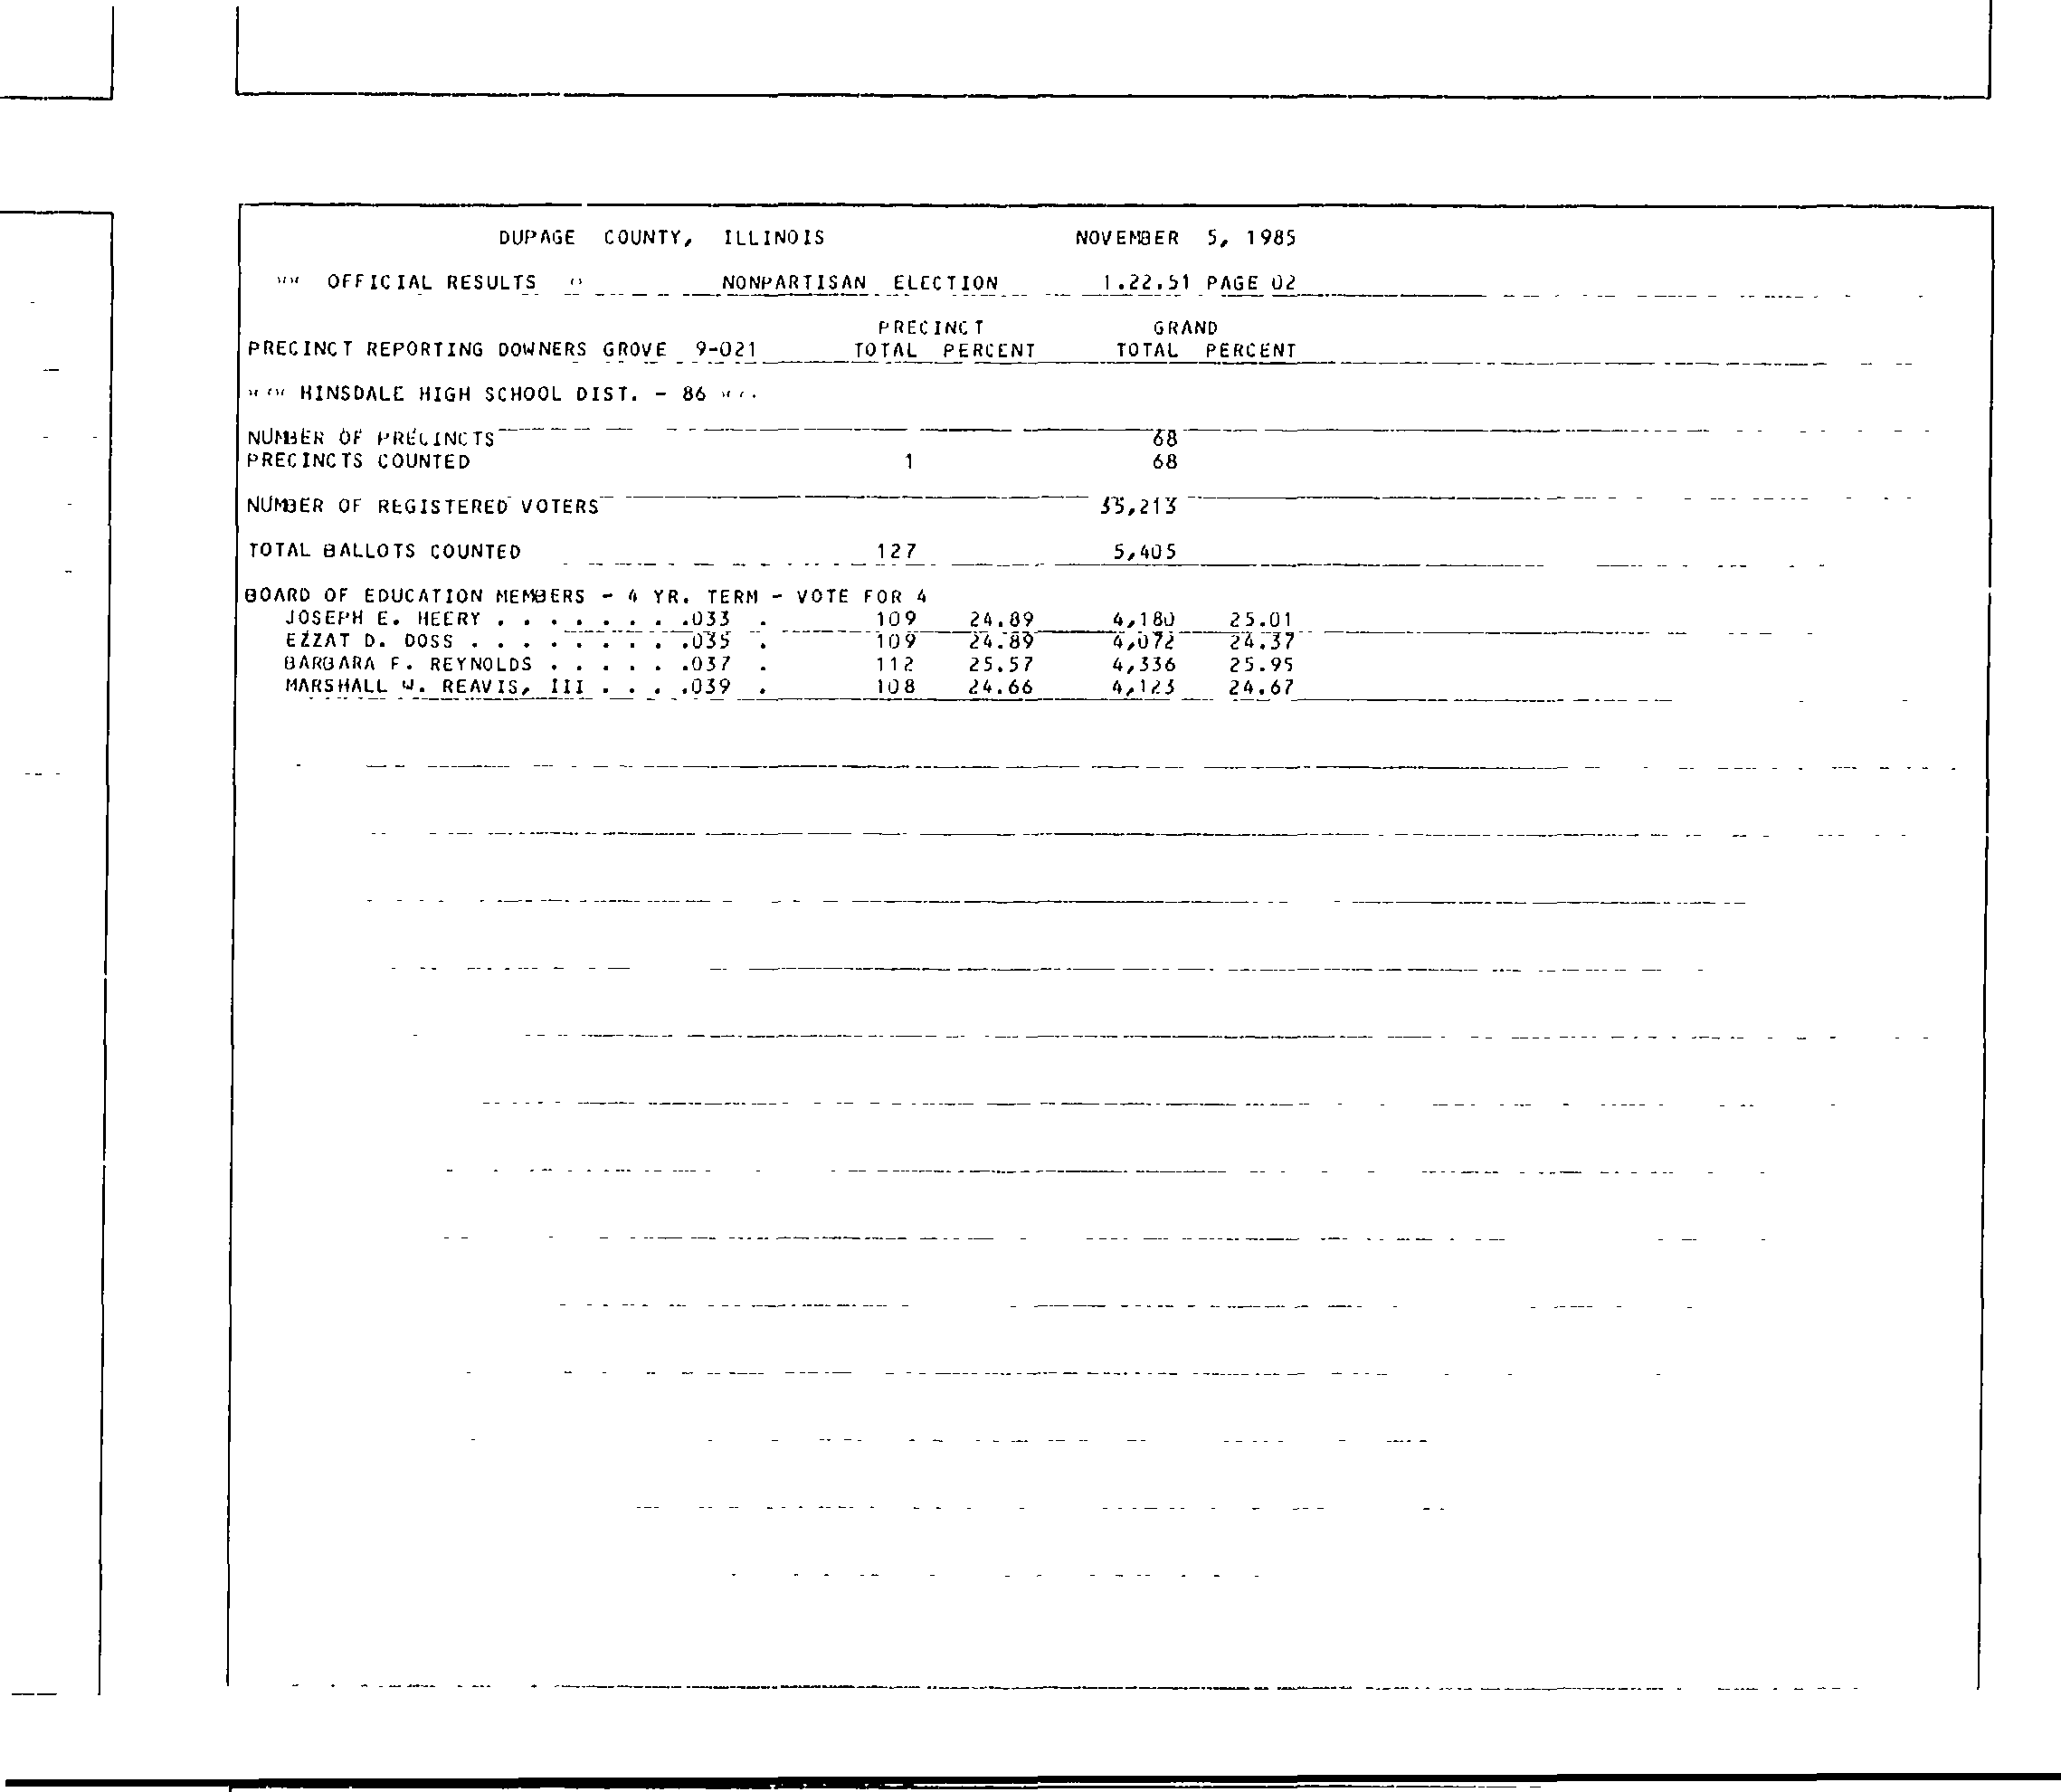 DUPAGE COUNTY, ILLINOIS NOVEMBER 5, 1985
OFFICIAL RESULTS NONPARTISAN ELECTION 1.22.51 PAGE 02
PRECINCT GRAND
PRECINCT REPORTING DOWNERS GROVE 9-021 TOTAL PERCENT TOTAL PERCENT
HINSDALE HIGH SCHOOL DIST. - 86
NUMBER OF PRECINCTS 68
PRECINCTS COUNTED 1 68
NUMBER OF REGISTERED VOTERS 35,213
TOTAL BALLOTS COUNTED 127 5,405
BOARD OF EDUCATION MEMBERS - 4 YR. TERM - VOTE FOR 4
JOSEPH E. HEERY . . . . . . . .033 . 109 24.89 4,180 25.01
EZZAT D. DOSS . . . . . . . . .035 . 109 24.89 4,072 24.37
BARBARA F. REYNOLDS . . . . . .037 . 112 25.57 4,336 25.95
MARSHALL W. REAVIS, III . . . .039 . 108 24.66 4,123 24.67